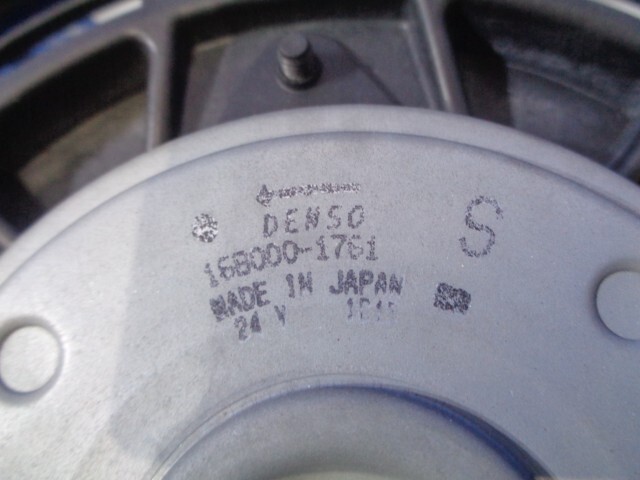 DENSO
S
168000-1761
MADE IN JAPAN
24 V